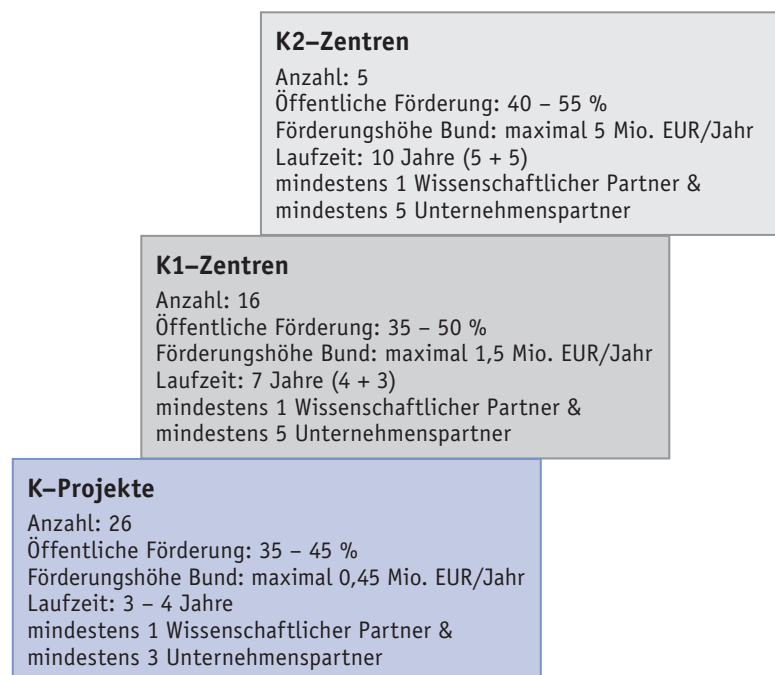 K2–Zentren
Anzahl: 5
Öffentliche Förderung: 40 – 55 %
Förderungshöhe Bund: maximal 5 Mio. EUR/Jahr
Laufzeit: 10 Jahre (5 + 5)
mindestens 1 Wissenschaftlicher Partner &
mindestens 5 Unternehmenspartner
K1–Zentren
Anzahl: 16
Öffentliche Förderung: 35 – 50 %
Förderungshöhe Bund: maximal 1,5 Mio. EUR/Jahr
Laufzeit: 7 Jahre (4 + 3)
mindestens 1 Wissenschaftlicher Partner &
mindestens 5 Unternehmenspartner
K–Projekte
Anzahl: 26
Öffentliche Förderung: 35 – 45 %
Förderungshöhe Bund: maximal 0,45 Mio. EUR/Jahr
Laufzeit: 3 – 4 Jahre
mindestens 1 Wissenschaftlicher Partner &
mindestens 3 Unternehmenspartner